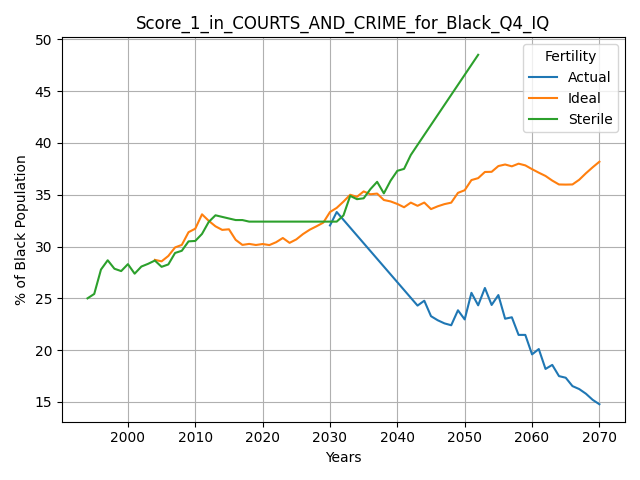 Score_1_in_COURTS_AND_CRIME_for_Black_Q4_IQ
50
45
40
35
30
25
20
15
% of Black Population
Fertility
Actual
Ideal
Sterile
2000 2010 2020 2030 2040 2050 2060 2070
Years